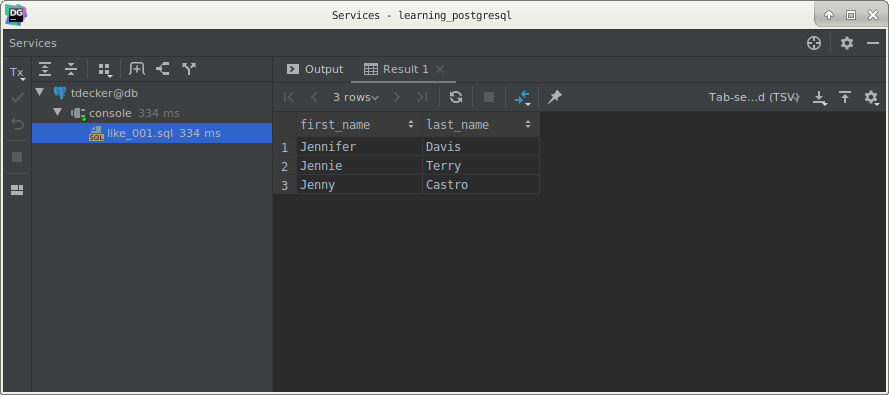 DG
Services - learning_postgresql
Services
Tx
Output
Result 1
tdecker@db
3 rows
Tab-se...d (TSV)
console 334 ms
SQL like_001.sql 334 ms
first_name last_name
1 Jennifer Davis
2 Jennie Terry
3 Jenny Castro